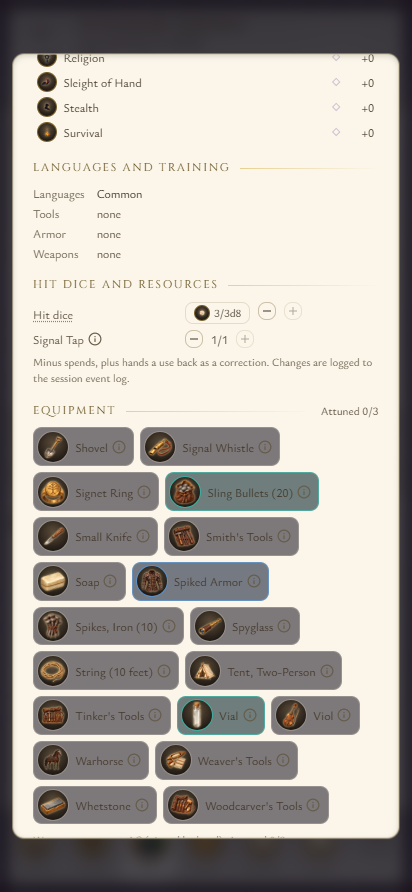 Religion +0
Sleight of Hand +0
Stealth +0
Survival +0
LANGUAGES AND TRAINING
Languages Common
Tools none
Armor none
Weapons none
HIT DICE AND RESOURCES
Hit dice 3/3d8
Signal Tap 1/1
Minus spends, plus hands a use back as a correction. Changes are logged to
the session event log.
EQUIPMENT Attuned 0/3
Shovel Signal Whistle
Signet Ring Sling Bullets (20)
Small Knife Smith's Tools
Soap Spiked Armor
Spikes, Iron (10) Spyglass
String (10 feet) Tent, Two-Person
Tinker's Tools Vial Viol
Warhorse Weaver's Tools
Whetstone Woodcarver's Tools